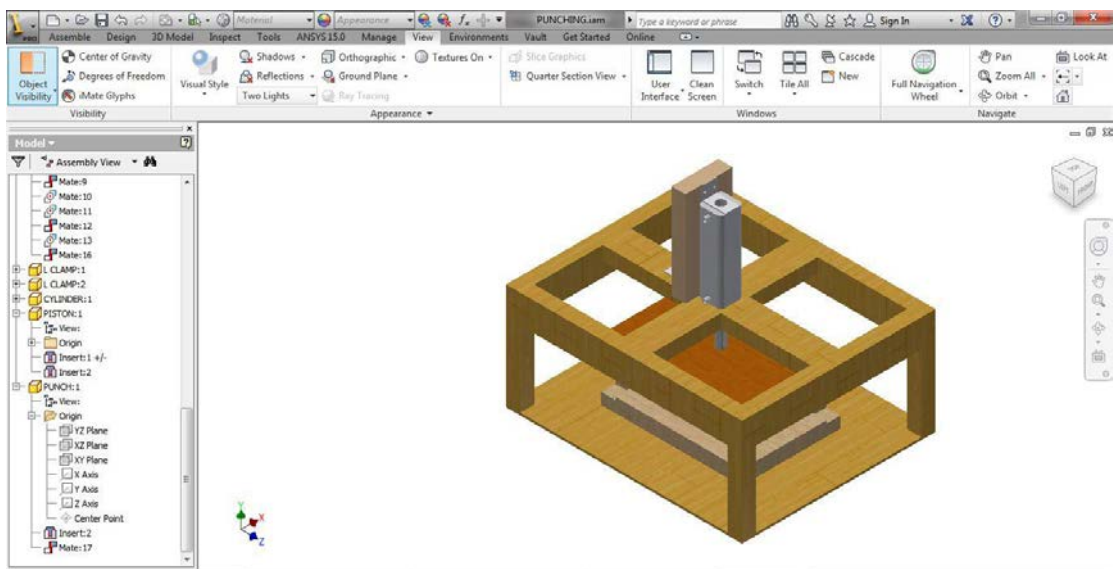 Material
Appearance
PUNCHING.iam
Type a keyword or phrase
Sign In
PRO
Assemble Design 3D Model Inspect Tools ANSYS 15.0 Manage View Environments Vault Get Started Online
Object Visibility
Center of Gravity
Degrees of Freedom
iMate Glyphs
Visibility
Visual Style
Shadows
Reflections
Two Lights
Orthographic
Ground Plane
Ray Tracing
Textures On
Appearance
Slice Graphics
Quarter Section View
User Interface
Clean Screen
Switch
Tile All
Cascade
New
Windows
Full Navigation Wheel
Pan
Zoom All
Orbit
Look At
Navigate
Model
Assembly View
Mate:9
Mate:10
Mate:11
Mate:12
Mate:13
Mate:16
L CLAMP:1
L CLAMP:2
CYLINDER:1
PISTON:1
View:
Origin
Insert:1 +/-
Insert:2
PUNCH:1
View:
Origin
YZ Plane
XZ Plane
XY Plane
X Axis
Y Axis
Z Axis
Center Point
Insert:2
Mate:17
Y
X
Z